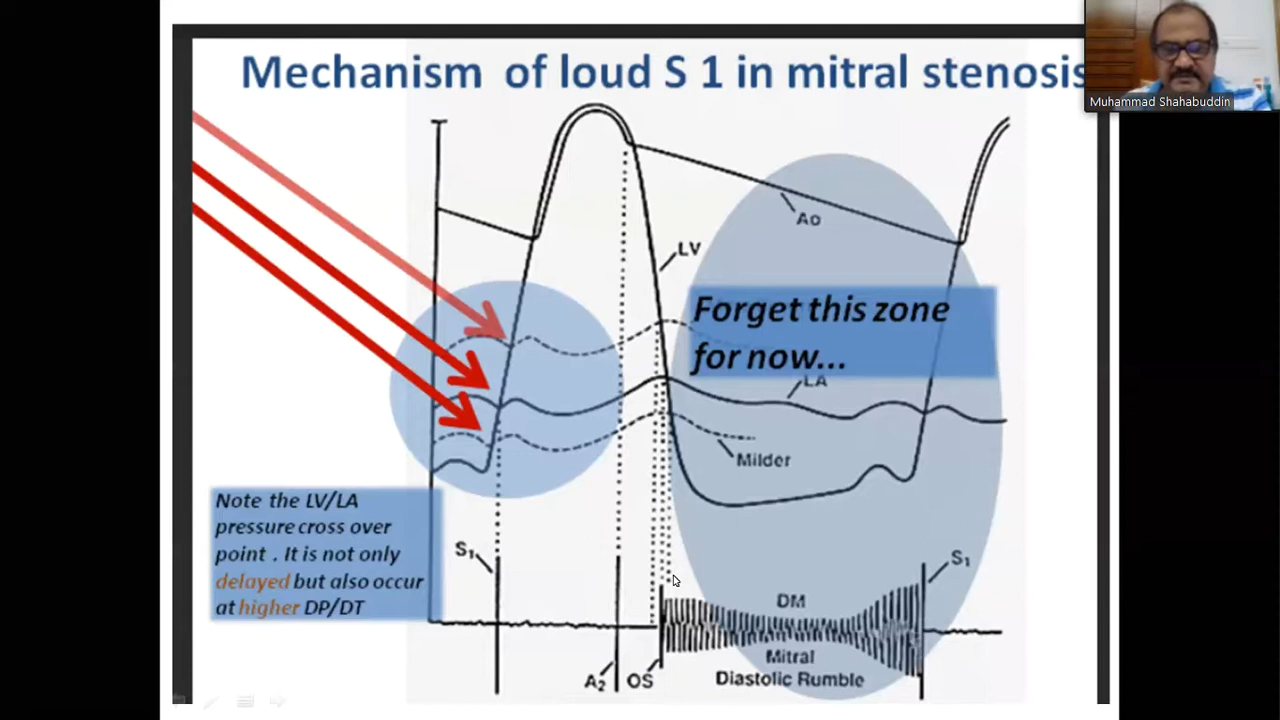 Mechanism of loud S 1 in mitral stenosis
Muhammad Shahabuddin
Ao
LV
Forget this zone
for now...
LA
Milder
Note the LV/LA
pressure cross over
point . It is not only
delayed but also occur
at higher DP/DT
S₁
S₁
DM
Mitral
Diastolic Rumble
A₂
OS